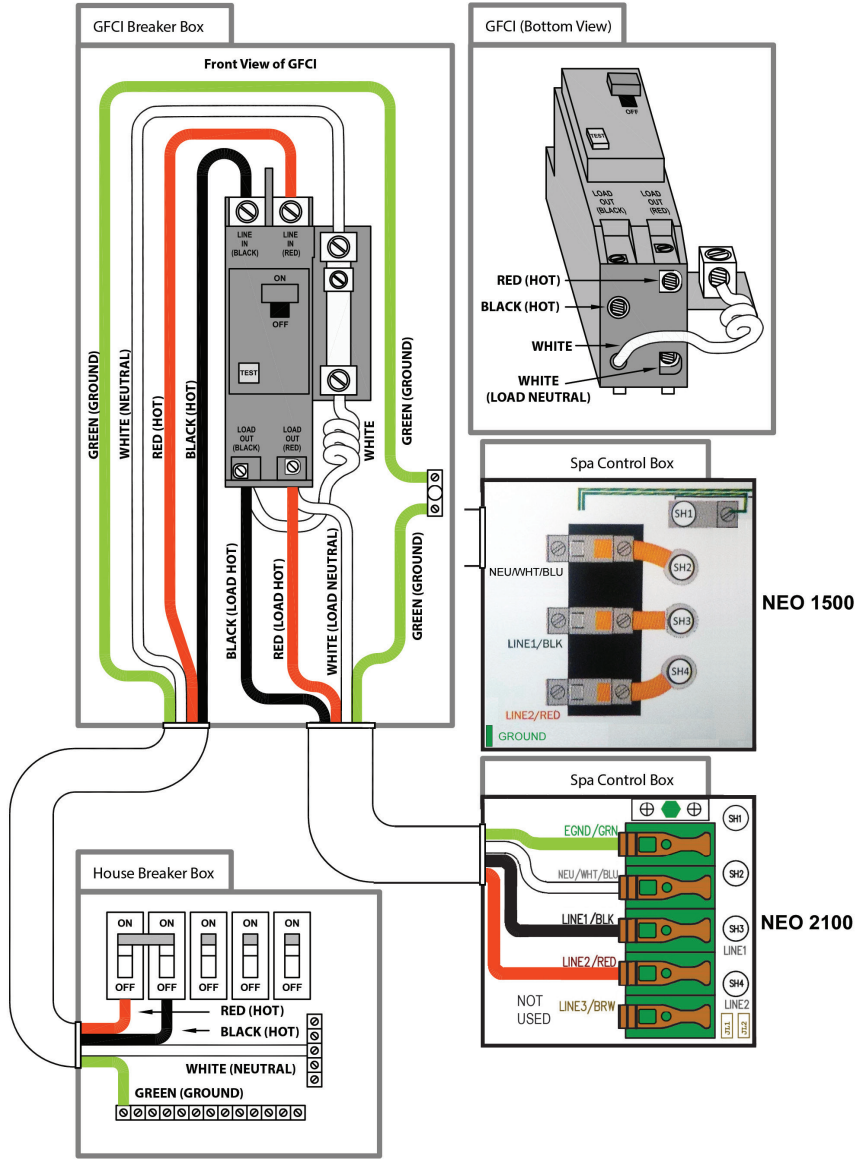 GFCI Breaker Box
Front View of GFCI
GREEN (GROUND)
WHITE (NEUTRAL)
RED (HOT)
BLACK (HOT)
LINE
IN
(BLACK)
LINE
IN
(RED)
ON
OFF
TEST
LOAD
OUT
(BLACK)
LOAD
OUT
(RED)
WHITE
GREEN (GROUND)
BLACK (LOAD HOT)
RED (LOAD HOT)
WHITE (LOAD NEUTRAL)
GREEN (GROUND)
GFCI (Bottom View)
OFF
TEST
LOAD
OUT
(BLACK)
LOAD
OUT
(RED)
RED (HOT)
BLACK (HOT)
WHITE
WHITE
(LOAD NEUTRAL)
Spa Control Box
SH1
NEU/WHT/BLU
SH2
LINE1/BLK
SH3
SH4
LINE2/RED
GROUND
NEO 1500
Spa Control Box
EGND/GRN
SH1
NEU/WHT/BLU
SH2
LINE1/BLK
SH3
LINE1
LINE2/RED
SH4
LINE2
NOT
USED
LINE3/BRW
JL1
JL2
NEO 2100
House Breaker Box
ON
ON
ON
ON
ON
OFF
OFF
OFF
OFF
OFF
RED (HOT)
BLACK (HOT)
WHITE (NEUTRAL)
GREEN (GROUND)